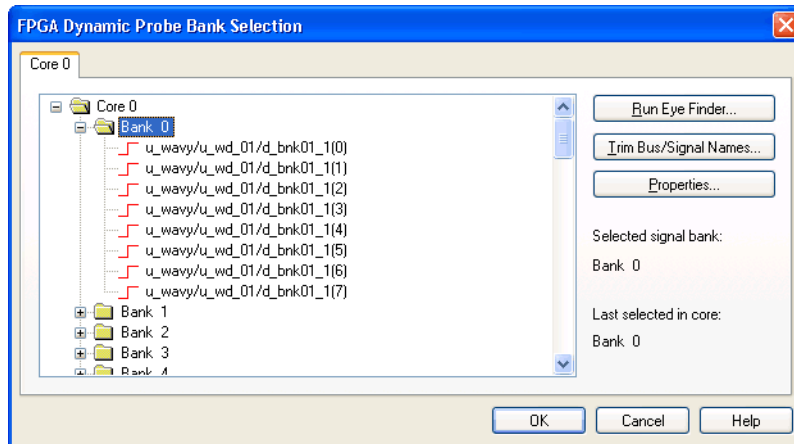 FPGA Dynamic Probe Bank Selection
Core 0
Core 0
Bank 0
u_wavy/u_wd_01/d_bnk01_1(0)
u_wavy/u_wd_01/d_bnk01_1(1)
u_wavy/u_wd_01/d_bnk01_1(2)
u_wavy/u_wd_01/d_bnk01_1(3)
u_wavy/u_wd_01/d_bnk01_1(4)
u_wavy/u_wd_01/d_bnk01_1(5)
u_wavy/u_wd_01/d_bnk01_1(6)
u_wavy/u_wd_01/d_bnk01_1(7)
Bank 1
Bank 2
Bank 3
Bank 4
Run Eye Finder...
Trim Bus/Signal Names...
Properties...
Selected signal bank:
Bank 0
Last selected in core:
Bank 0
OK
Cancel
Help